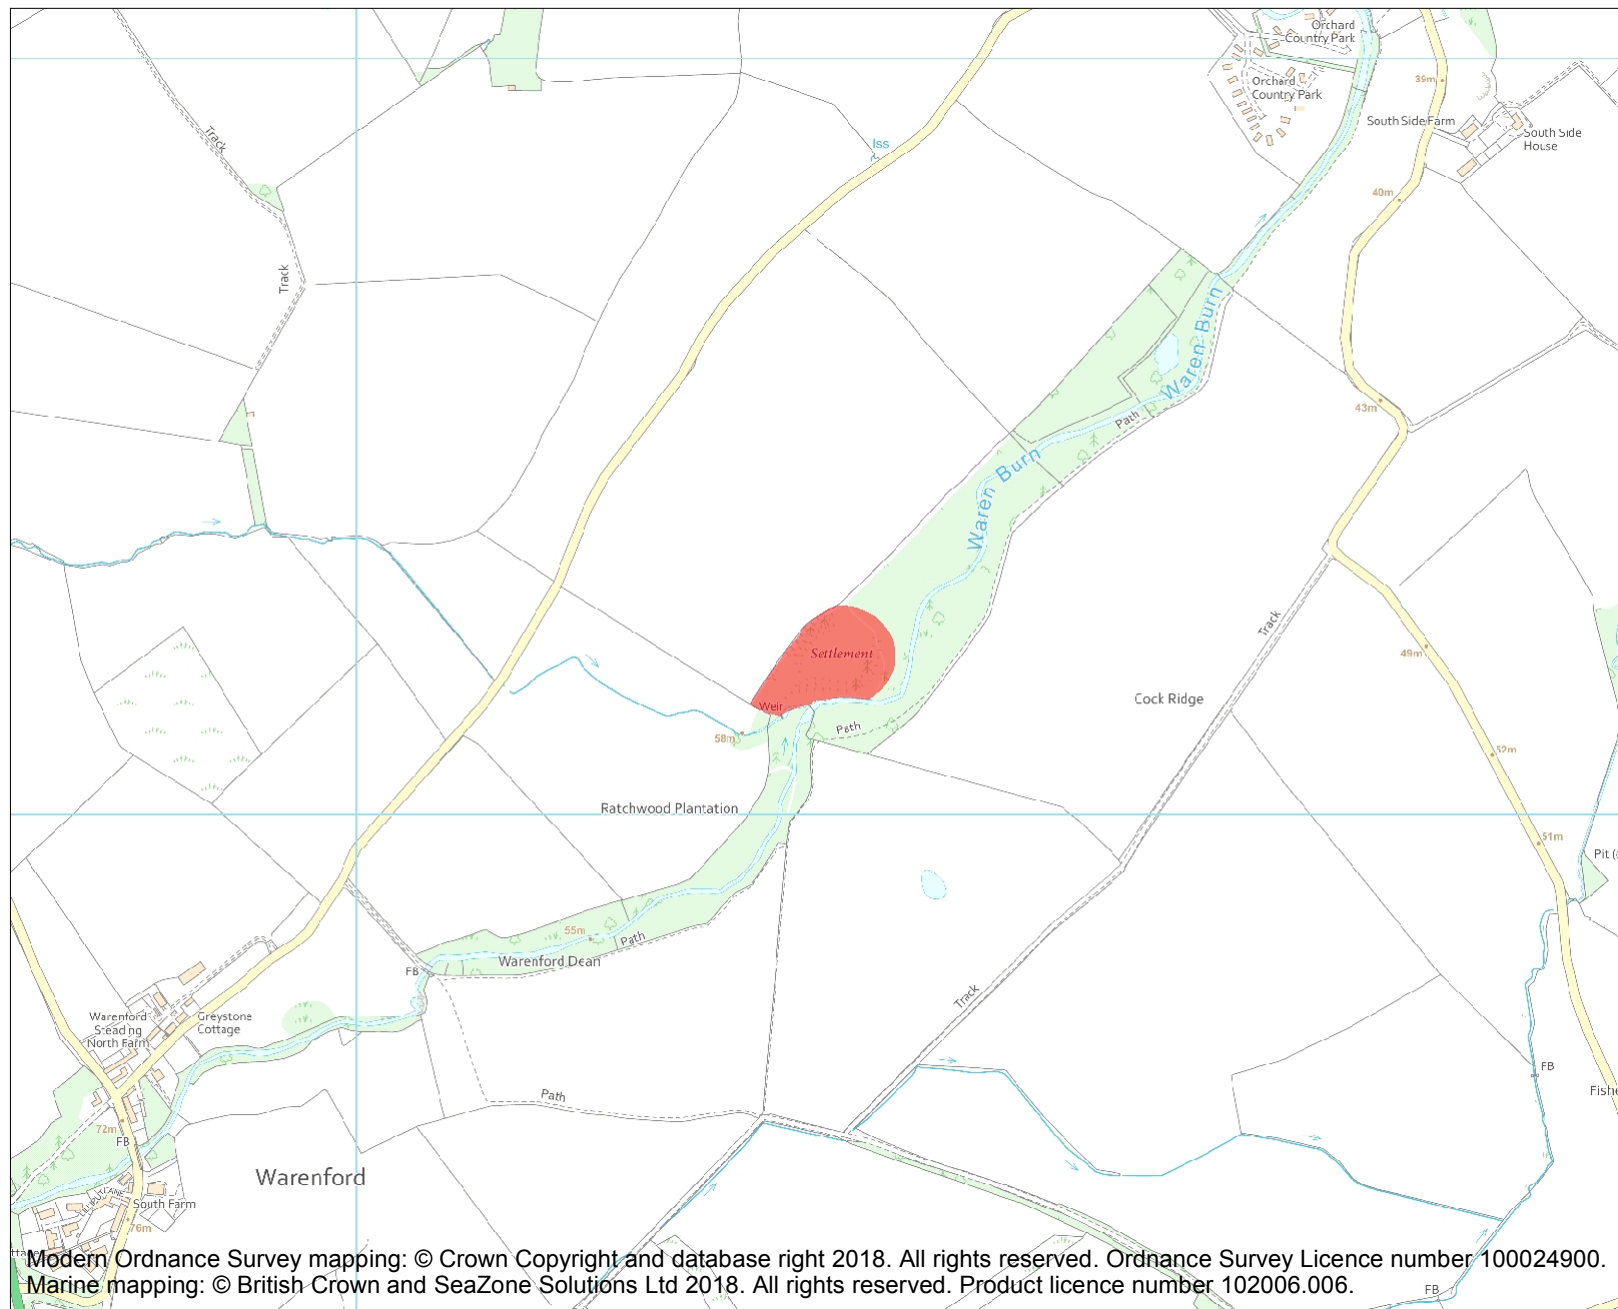 Orchard
Country Park
39m
Orchard
Country Park
South Side Farm
South Side
House
Track
Iss
40m
Track
Waren Burn
43m
Path
Waren Burn
Track
Settlement
49m
Cock Ridge
Weir
58m
Path
52m
Ratchwood Plantation
51m
Pit (
55m
Path
Warenford Dean
FB
Track
Warenford
Steading
North Farm
Greystone
Cottage
FB
Path
Fishe
72m
FB
Warenford
South Farm
76m
Modern Ordnance Survey mapping: © Crown Copyright and database right 2018. All rights reserved. Ordnance Survey Licence number 100024900.
Marine mapping: © British Crown and SeaZone Solutions Ltd 2018. All rights reserved. Product licence number 102006.006.
FB